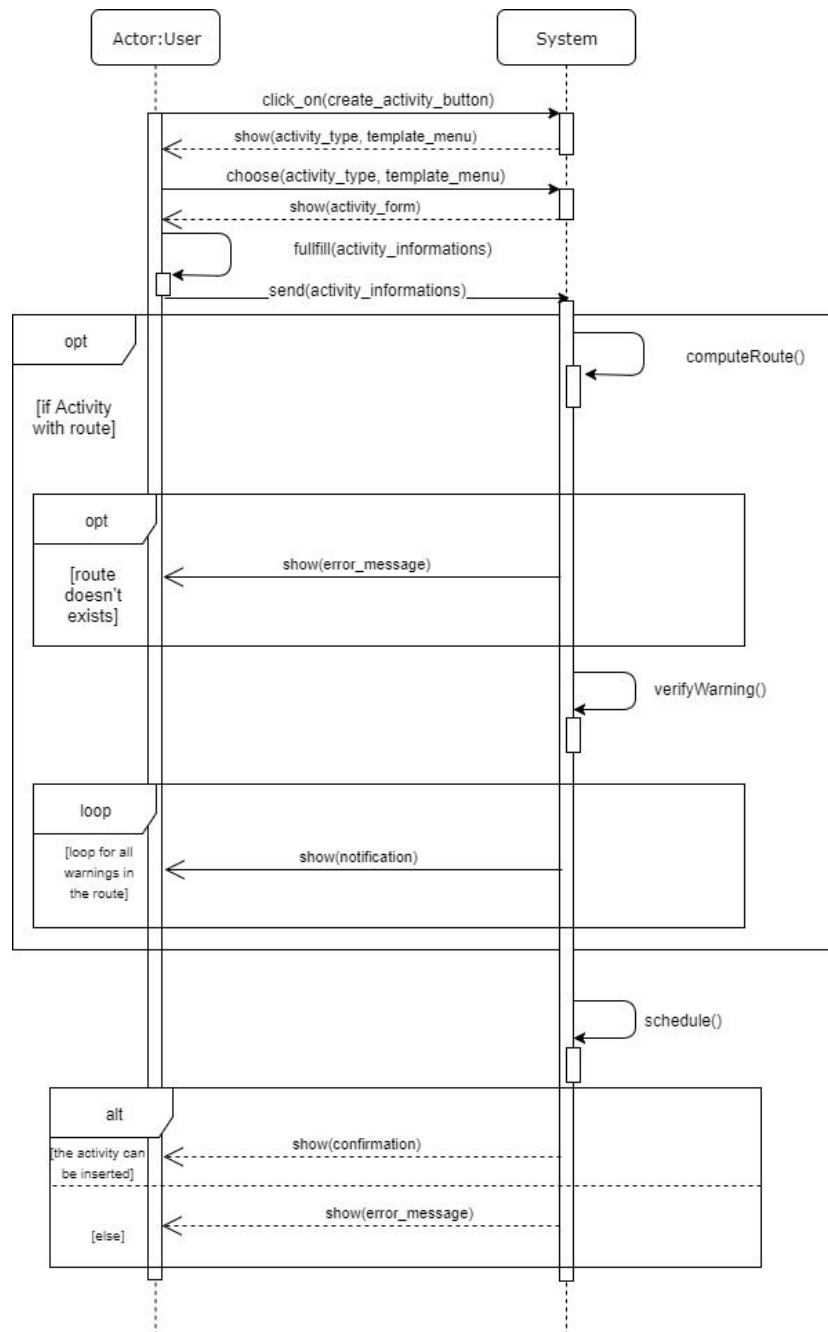 Actor:User
System
click_on(create_activity_button)
show(activity_type, template_menu)
choose(activity_type, template_menu)
show(activity_form)
fullfill(activity_informations)
send(activity_informations)
opt
computeRoute()
[if Activity
with route]
opt
show(error_message)
[route
doesn't
exists]
verifyWarning()
loop
[loop for all
warnings in
the route]
show(notification)
schedule()
alt
show(confirmation)
[the activity can
be inserted]
show(error_message)
[else]